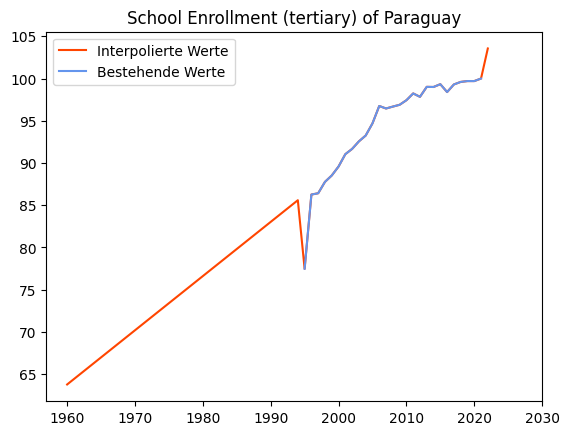 School Enrollment (tertiary) of Paraguay
Interpolierte Werte
Bestehende Werte
105
100
95
90
85
80
75
70
65
1960 1970 1980 1990 2000 2010 2020 2030